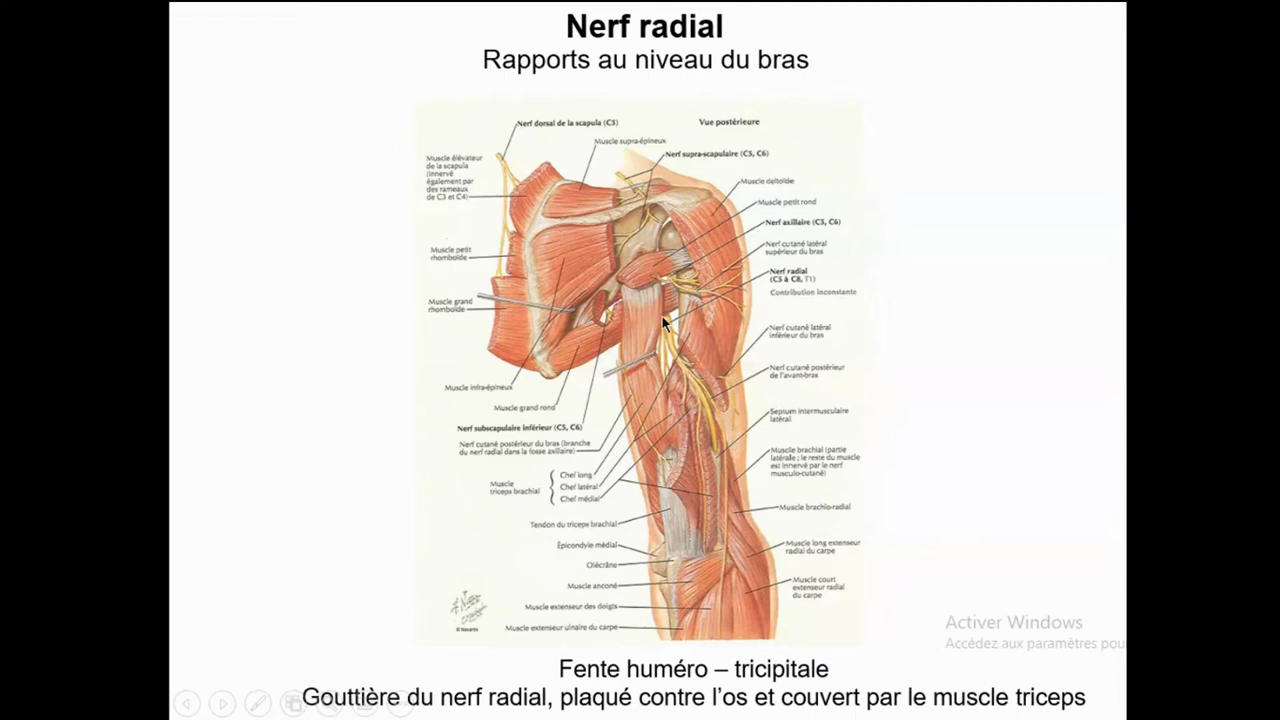 Nerf radial
Rapports au niveau du bras
Nerf dorsal de la scapula (C5)
Vue postérieure
Muscle supra-épineux
Nerf supra-scapulaire (C5, C6)
Muscle élévateur
de la scapula
(innervé
également par
des rameaux
de C3 et C4)
Muscle deltoïde
Muscle petit rond
Nerf axillaire (C5, C6)
Muscle petit
rhomboïde
Nerf cutané latéral
supérieur du bras
Nerf radial
(C5 à C8, T1)
Contribution inconstante
Muscle grand
rhomboïde
Nerf cutané latéral
inférieur du bras
Nerf cutané postérieur
de l'avant-bras
Muscle infra-épineux
Muscle grand rond
Septum intermusculaire
latéral
Nerf subscapulaire inférieur (C5, C6)
Nerf cutané postérieur du bras (branche
du nerf radial dans la fosse axillaire)
Muscle brachial (partie
latérale ; le reste du muscle
est innervé par le nerf
musculo-cutané)
Muscle
triceps brachial
Chef long
Chef latéral
Chef médial
Muscle brachio-radial
Tendon du triceps brachial
Épicondyle médial
Muscle long extenseur
radial du carpe
Olécrâne
Muscle anconé
Muscle court
extenseur radial
du carpe
Muscle extenseur des doigts
Muscle extenseur ulnaire du carpe
© Novartis
Activer Windows
Accédez aux paramètres pou
Fente huméro – tricipitale
Gouttière du nerf radial, plaqué contre l'os et couvert par le muscle triceps